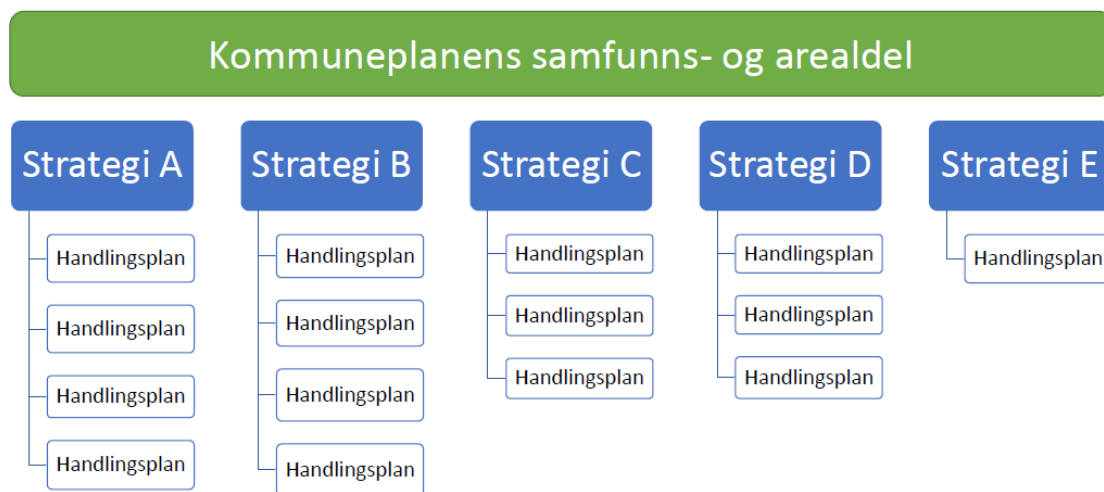 Kommuneplanens samfunns- og arealdel
Strategi A
Handlingsplan
Handlingsplan
Handlingsplan
Handlingsplan
Strategi B
Handlingsplan
Handlingsplan
Handlingsplan
Handlingsplan
Strategi C
Handlingsplan
Handlingsplan
Handlingsplan
Strategi D
Handlingsplan
Handlingsplan
Handlingsplan
Strategi E
Handlingsplan